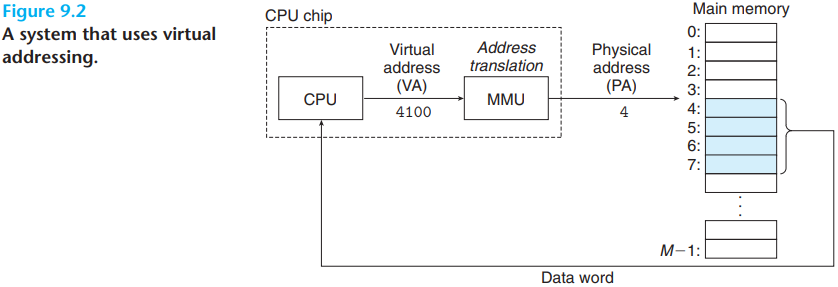 Figure 9.2
A system that uses virtual
addressing.
CPU chip
Main memory
Virtual
address
(VA)
Address
translation
Physical
address
(PA)
CPU
4100
MMU
4
0:
1:
2:
3:
4:
5:
6:
7:
M−1:
Data word